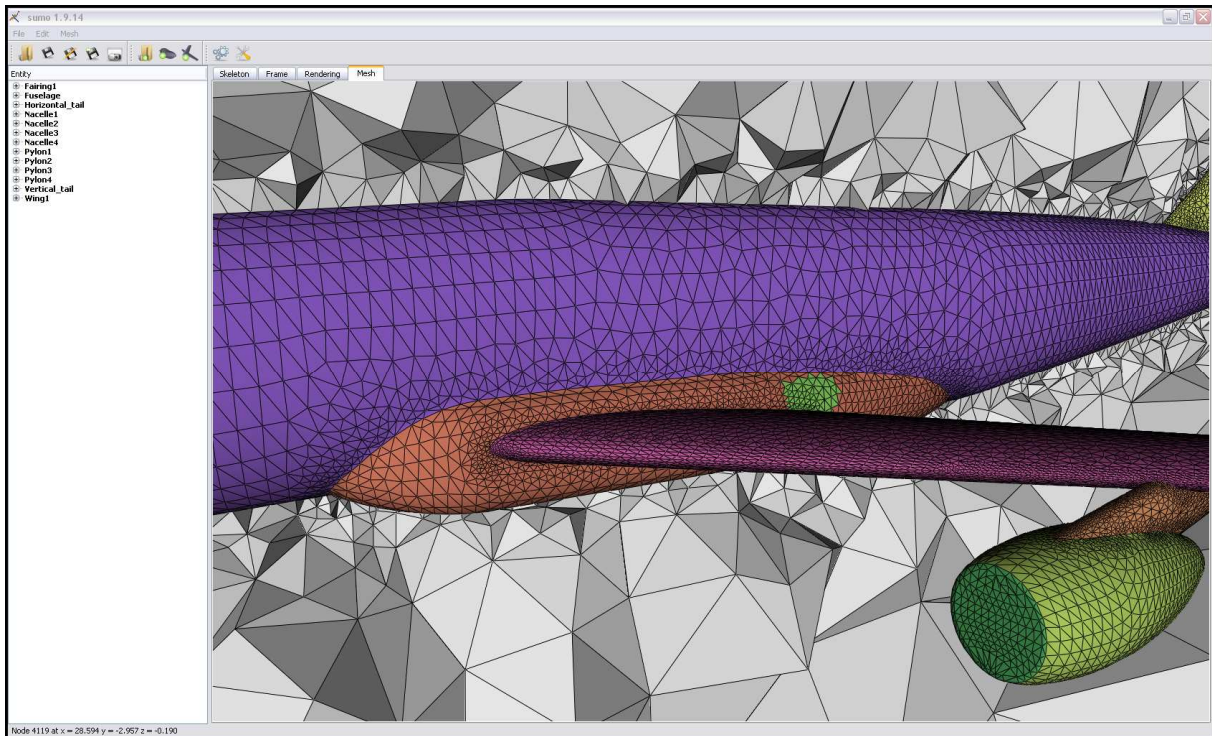 sumo 1.9.14
File Edit Mesh
Entity
Skeleton Frame Rendering Mesh
Fairing1
Fuselage
Horizontal_tail
Nacelle1
Nacelle2
Nacelle3
Nacelle4
Pylon1
Pylon2
Pylon3
Pylon4
Vertical_tail
Wing1
Node 4119 at x = 28.594 y = -2.957 z = -0.190